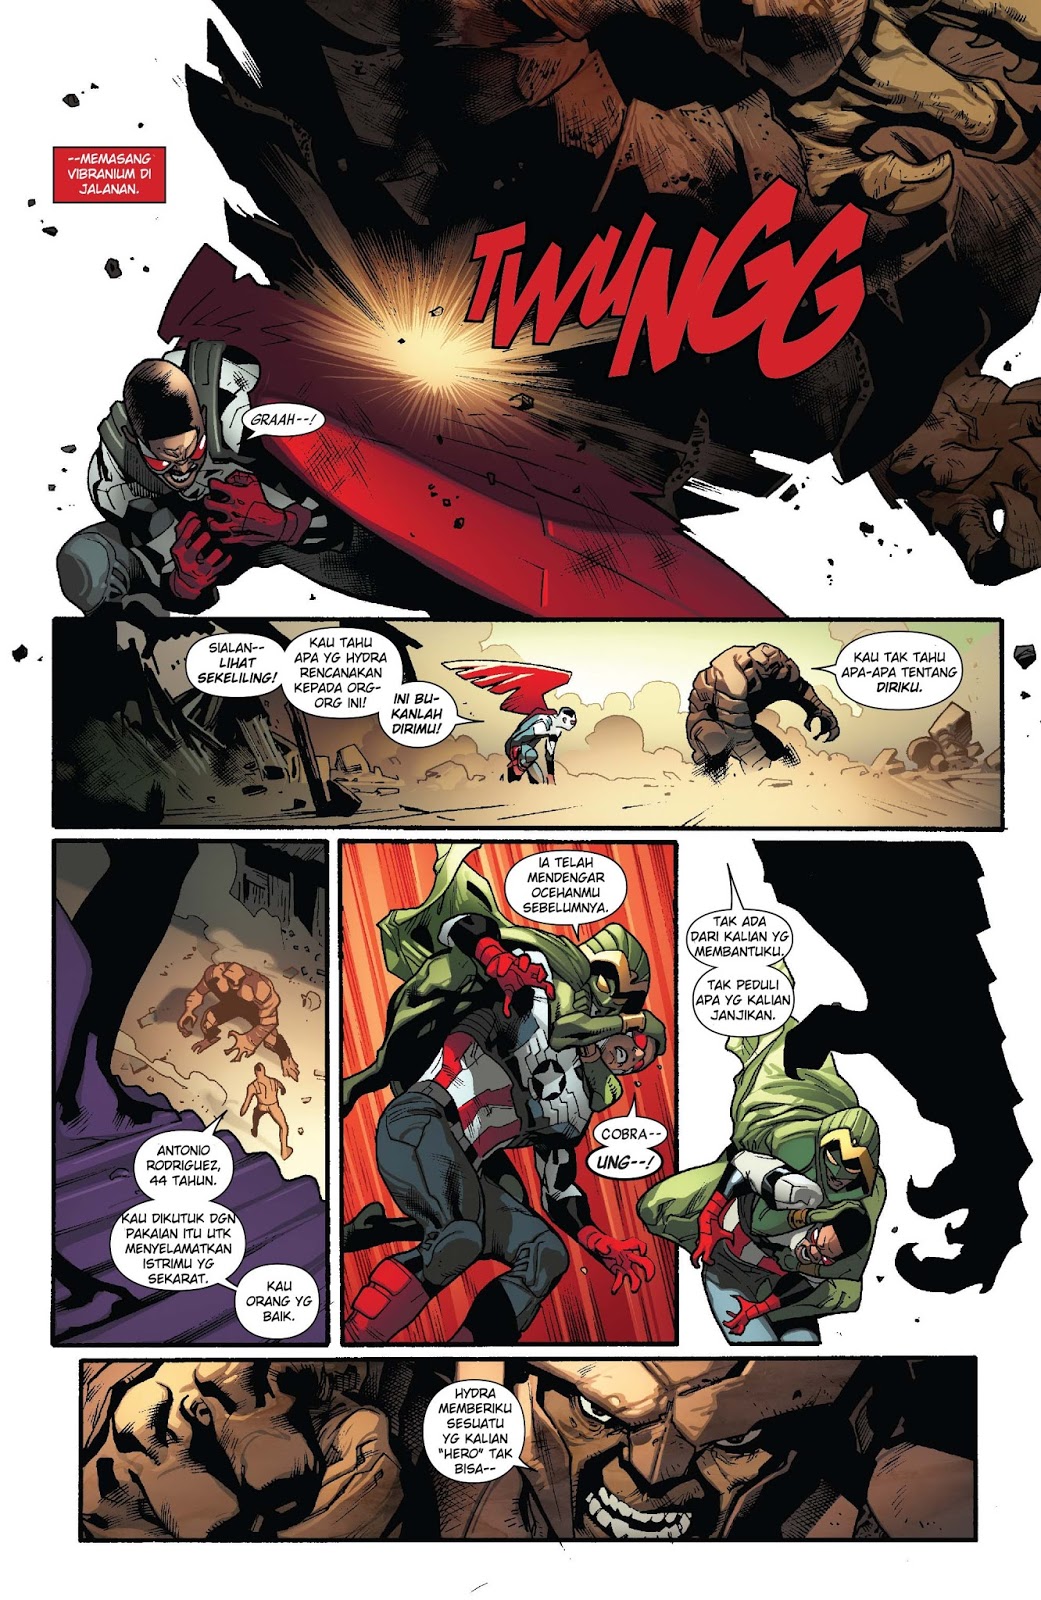 --MEMASANG
VIBRANIUM DI
JALANAN.
TWUNGG
GRAAH--!
SIALAN--
LIHAT
SEKELILING!
KAU TAHU
APA YG HYDRA
RENCANAKAN
KEPADA ORG-
ORG INI!
INI BU-
KANLAH
DIRIMU!
KAU TAK TAHU
APA-APA TENTANG
DIRIKU.
ANTONIO
RODRIGUEZ,
44 TAHUN.
KAU DIKUTUK DGN
PAKAIAN ITU UTK
MENYELAMATKAN
ISTRIMU YG
SEKARAT.
KAU
ORANG YG
BAIK.
IA TELAH
MENDENGAR
OCEHANMU
SEBELUMNYA.
COBRA--
UNG--!
TAK ADA
DARI KALIAN YG
MEMBANTUKU.
TAK PEDULI
APA YG KALIAN
JANJIKAN.
HYDRA
MEMBERIKU
SESUATU
YG KALIAN
"HERO" TAK
BISA--